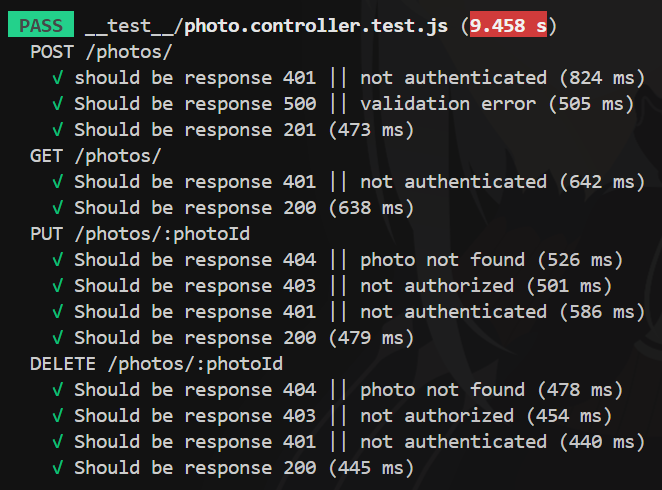 PASS __test__/photo.controller.test.js (9.458 s)
POST /photos/
√ should be response 401 || not authenticated (824 ms)
√ Should be response 500 || validation error (505 ms)
√ Should be response 201 (473 ms)
GET /photos/
√ Should be response 401 || not authenticated (642 ms)
√ Should be response 200 (638 ms)
PUT /photos/:photoId
√ Should be response 404 || photo not found (526 ms)
√ Should be response 403 || not authorized (501 ms)
√ Should be response 401 || not authenticated (586 ms)
√ Should be response 200 (479 ms)
DELETE /photos/:photoId
√ Should be response 404 || photo not found (478 ms)
√ Should be response 403 || not authorized (454 ms)
√ Should be response 401 || not authenticated (440 ms)
√ Should be response 200 (445 ms)